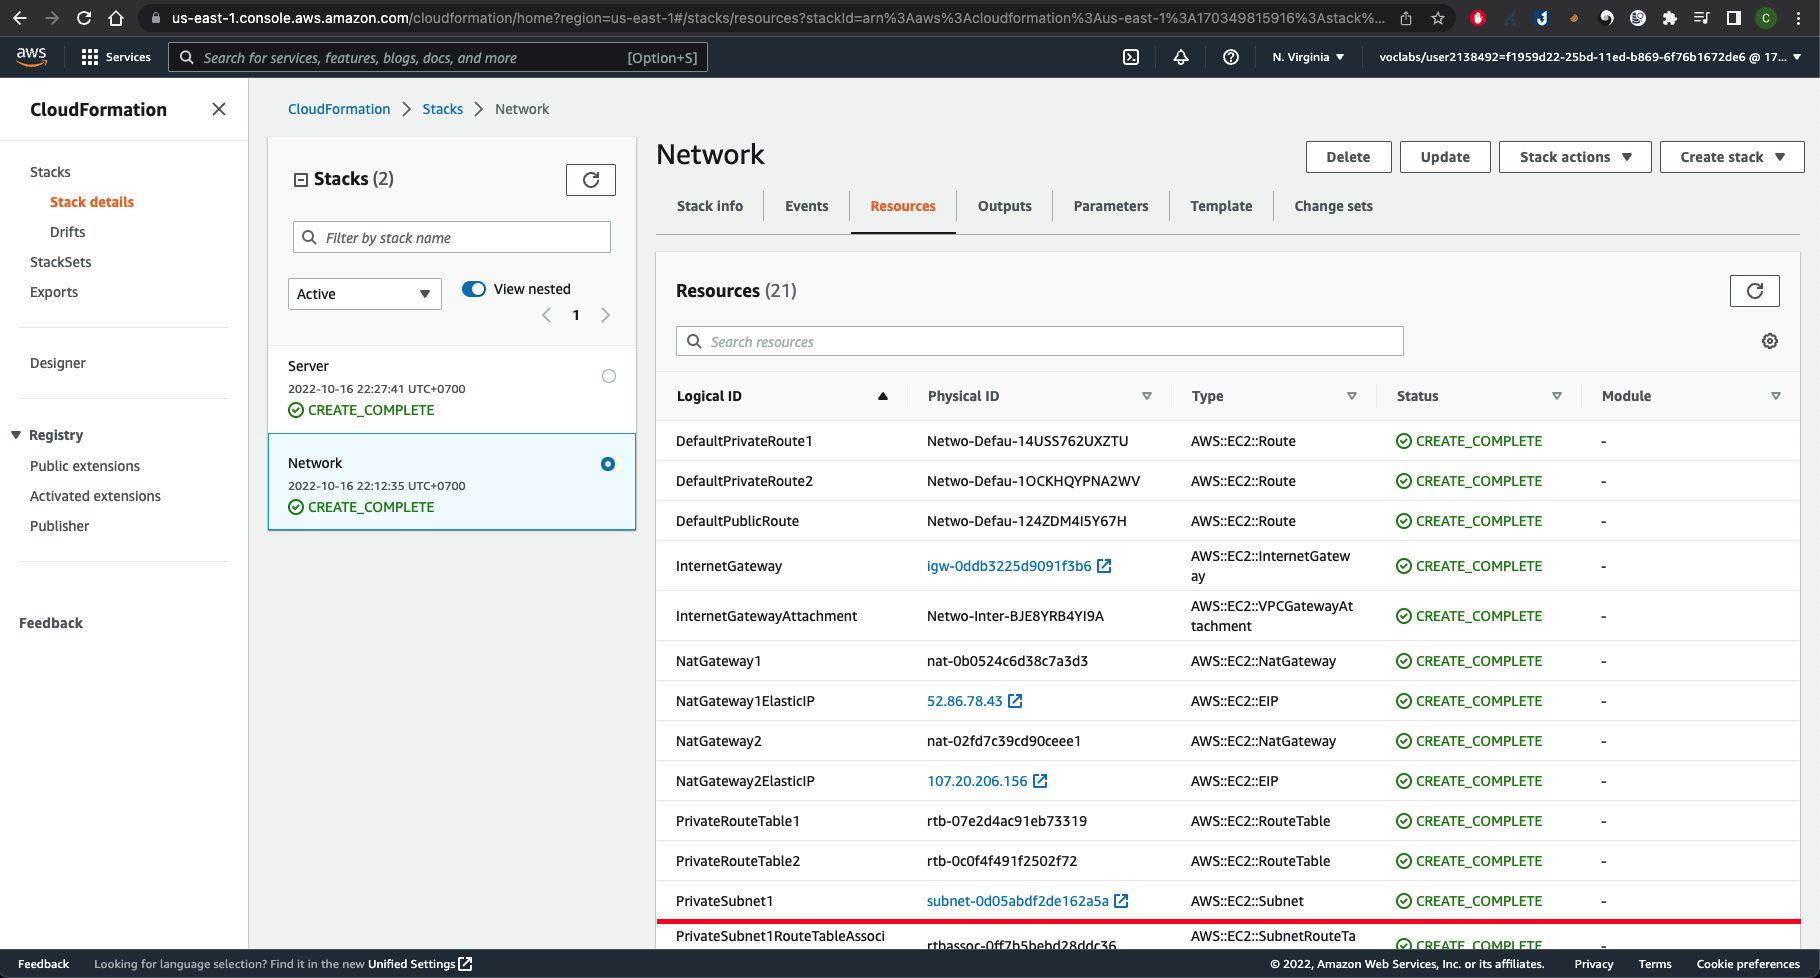 us-east-1.console.aws.amazon.com/cloudformation/home?region=us-east-1#/stacks/resources?stackId=arn%3Aaws%3Acloudformation%3Aus-east-1%3A170349815916%3Astack%...
C
aws
Services
Search for services, features, blogs, docs, and more
[Option+S]
N. Virginia
voclabs/user2138492=f1959d22-25bd-11ed-b869-6f76b1672de6 @ 17...
CloudFormation
CloudFormation
Stacks
Network
Stacks
Stack details
Drifts
StackSets
Exports
Designer
Registry
Public extensions
Activated extensions
Publisher
Feedback
Stacks (2)
Filter by stack name
Active
View nested
1
Server
2022-10-16 22:27:41 UTC+0700
CREATE_COMPLETE
Network
2022-10-16 22:12:35 UTC+0700
CREATE_COMPLETE
Network
Delete
Update
Stack actions
Create stack
Stack info
Events
Resources
Outputs
Parameters
Template
Change sets
Resources (21)
Search resources
Logical ID Physical ID Type Status Module
DefaultPrivateRoute1 Netwo-Defau-14USS762UXZTU AWS::EC2::Route CREATE_COMPLETE -
DefaultPrivateRoute2 Netwo-Defau-1OCKHQYPNA2WV AWS::EC2::Route CREATE_COMPLETE -
DefaultPublicRoute Netwo-Defau-124ZDM4I5Y67H AWS::EC2::Route CREATE_COMPLETE -
InternetGateway igw-0ddb3225d9091f3b6 AWS::EC2::InternetGatew
ay CREATE_COMPLETE -
InternetGatewayAttachment Netwo-Inter-BJE8YRB4YI9A AWS::EC2::VPCGatewayAt
tachment CREATE_COMPLETE -
NatGateway1 nat-0b0524c6d38c7a3d3 AWS::EC2::NatGateway CREATE_COMPLETE -
NatGateway1ElasticIP 52.86.78.43 AWS::EC2::EIP CREATE_COMPLETE -
NatGateway2 nat-02fd7c39cd90ceee1 AWS::EC2::NatGateway CREATE_COMPLETE -
NatGateway2ElasticIP 107.20.206.156 AWS::EC2::EIP CREATE_COMPLETE -
PrivateRouteTable1 rtb-07e2d4ac91eb73319 AWS::EC2::RouteTable CREATE_COMPLETE -
PrivateRouteTable2 rtb-0c0f4f491f2502f72 AWS::EC2::RouteTable CREATE_COMPLETE -
PrivateSubnet1 subnet-0d05abdf2de162a5a AWS::EC2::Subnet CREATE_COMPLETE -
PrivateSubnet1RouteTableAssoci rtbassoc-0ff7b5bebd28ddc36 AWS::EC2::SubnetRouteTa CREATE_COMPLETE -
Feedback
Looking for language selection? Find it in the new Unified Settings
© 2022, Amazon Web Services, Inc. or its affiliates.
Privacy
Terms
Cookie preferences